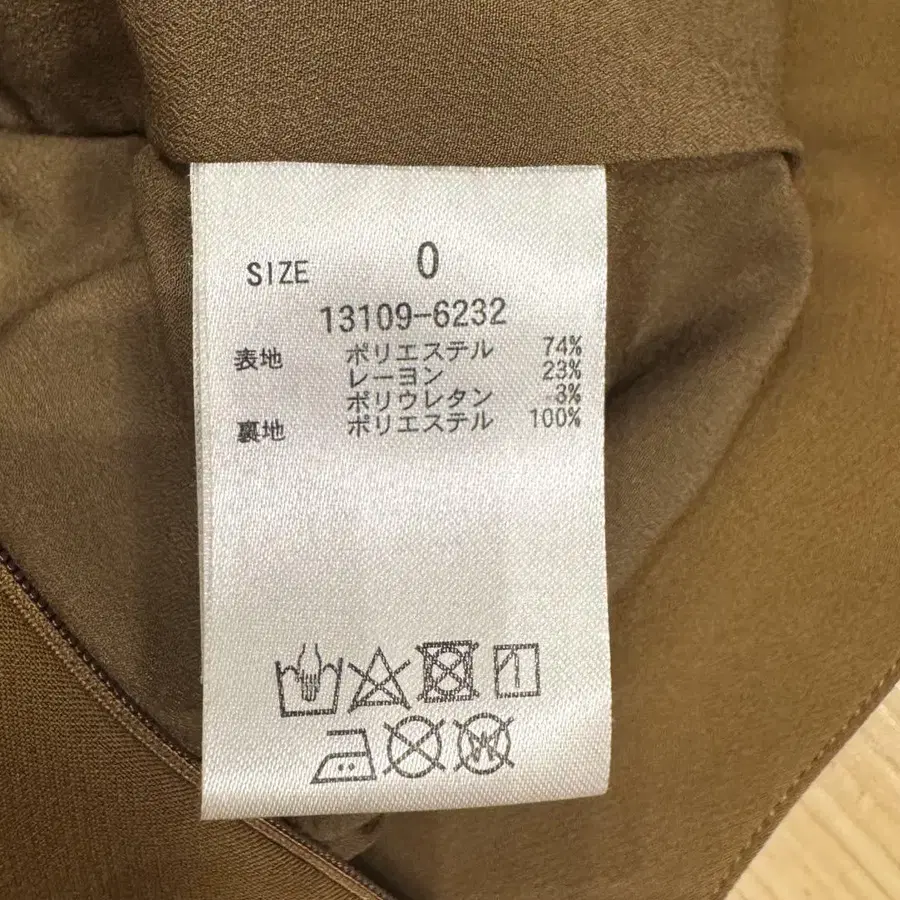 SIZE 0
13109-6232
表地 ポリエステル 74%
レーヨン 23%
ポリウレタン 3%
裏地 ポリエステル 100%